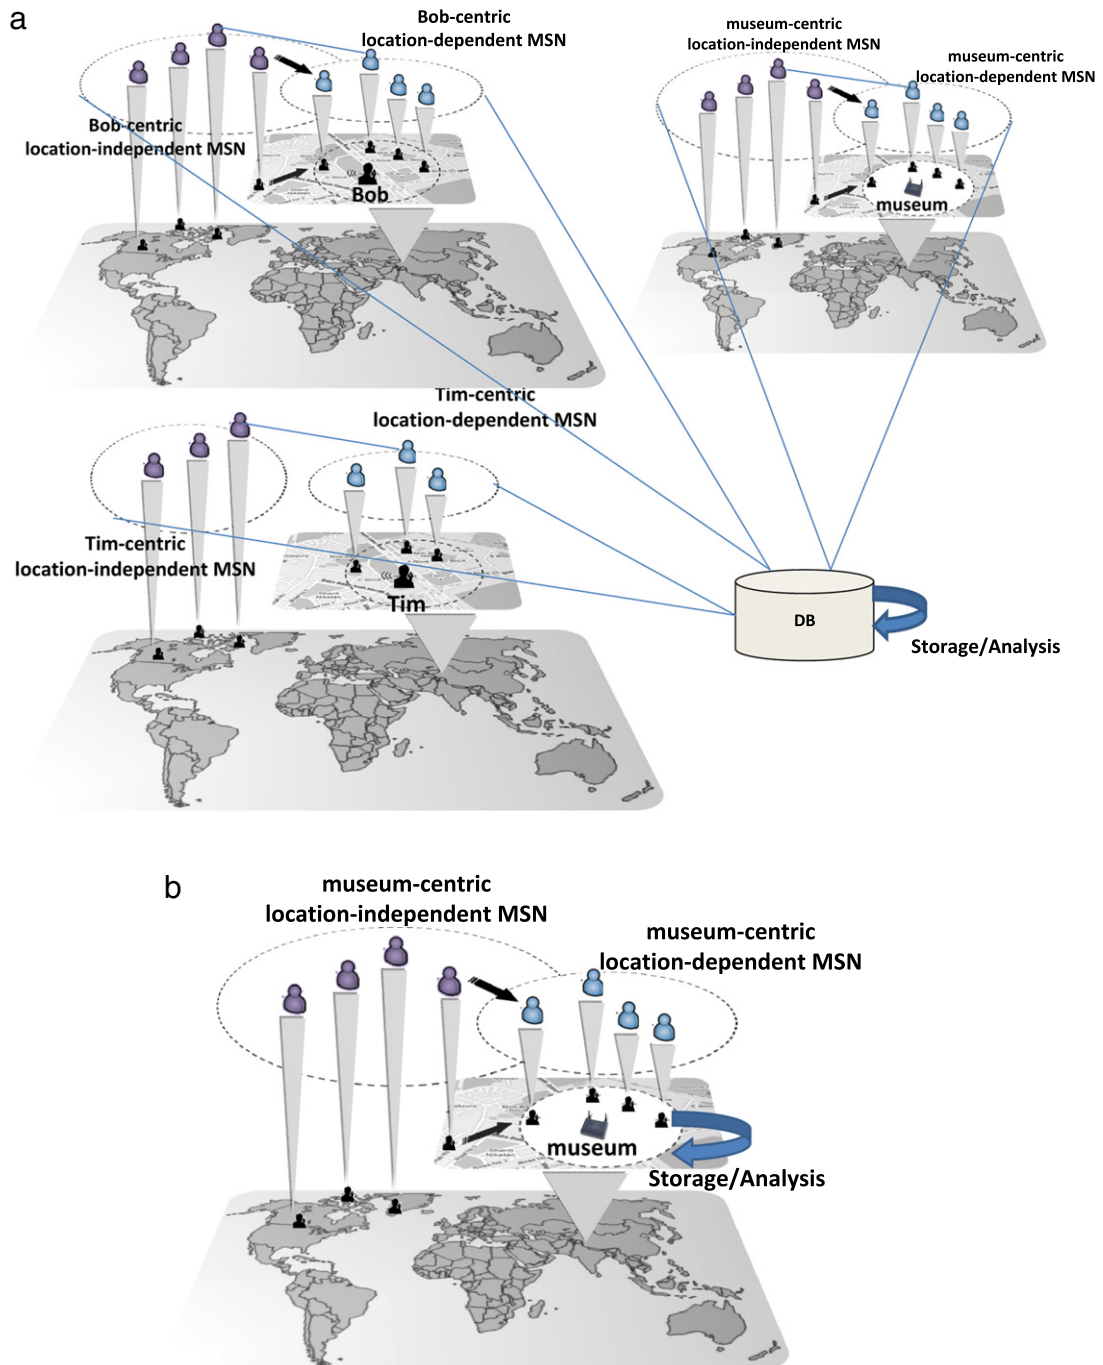 a
Bob-centric
location-dependent MSN
museum-centric
location-independent MSN
museum-centric
location-dependent MSN
Bob-centric
location-independent MSN
Bob
museum
Tim-centric
location-dependent MSN
Tim-centric
location-independent MSN
Tim
DB
Storage/Analysis
b
museum-centric
location-independent MSN
museum-centric
location-dependent MSN
museum
Storage/Analysis